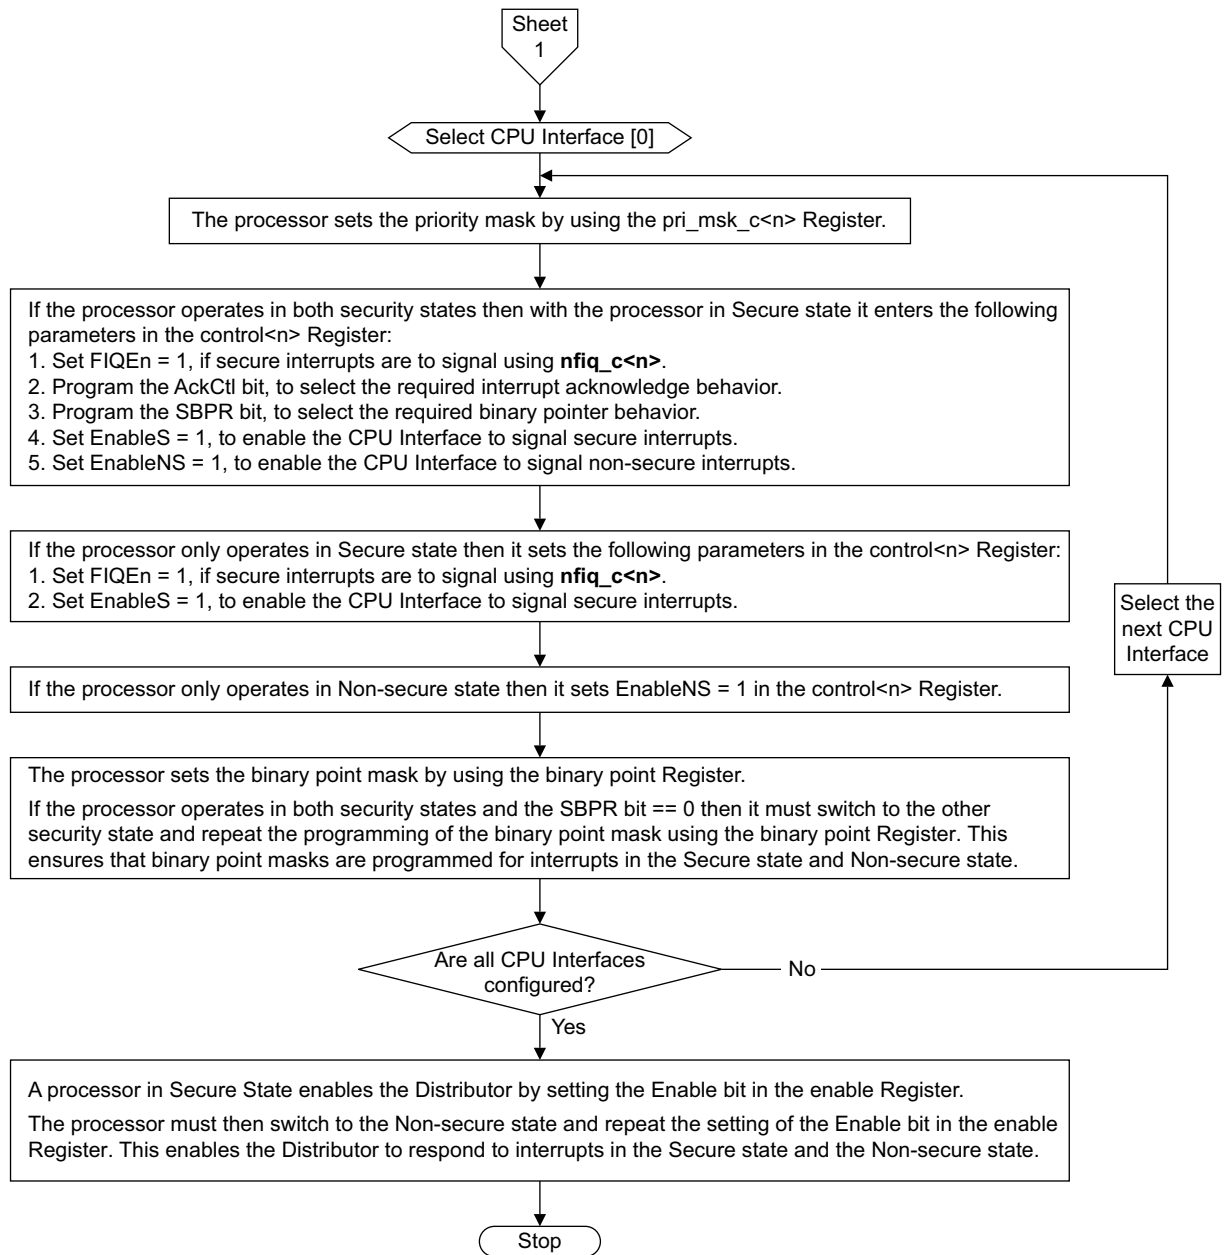 Sheet
1
Select CPU Interface [0]
The processor sets the priority mask by using the pri_msk_c<n> Register.
If the processor operates in both security states then with the processor in Secure state it enters the following
parameters in the control<n> Register:
1. Set FIQEn = 1, if secure interrupts are to signal using nfiq_c<n>.
2. Program the AckCtl bit, to select the required interrupt acknowledge behavior.
3. Program the SBPR bit, to select the required binary pointer behavior.
4. Set EnableS = 1, to enable the CPU Interface to signal secure interrupts.
5. Set EnableNS = 1, to enable the CPU Interface to signal non-secure interrupts.
If the processor only operates in Secure state then it sets the following parameters in the control<n> Register:
1. Set FIQEn = 1, if secure interrupts are to signal using nfiq_c<n>.
2. Set EnableS = 1, to enable the CPU Interface to signal secure interrupts.
Select the
next CPU
Interface
If the processor only operates in Non-secure state then it sets EnableNS = 1 in the control<n> Register.
The processor sets the binary point mask by using the binary point Register.
If the processor operates in both security states and the SBPR bit == 0 then it must switch to the other
security state and repeat the programming of the binary point mask using the binary point Register. This
ensures that binary point masks are programmed for interrupts in the Secure state and Non-secure state.
Are all CPU Interfaces
configured?
No
Yes
A processor in Secure State enables the Distributor by setting the Enable bit in the enable Register.
The processor must then switch to the Non-secure state and repeat the setting of the Enable bit in the enable
Register. This enables the Distributor to respond to interrupts in the Secure state and the Non-secure state.
Stop